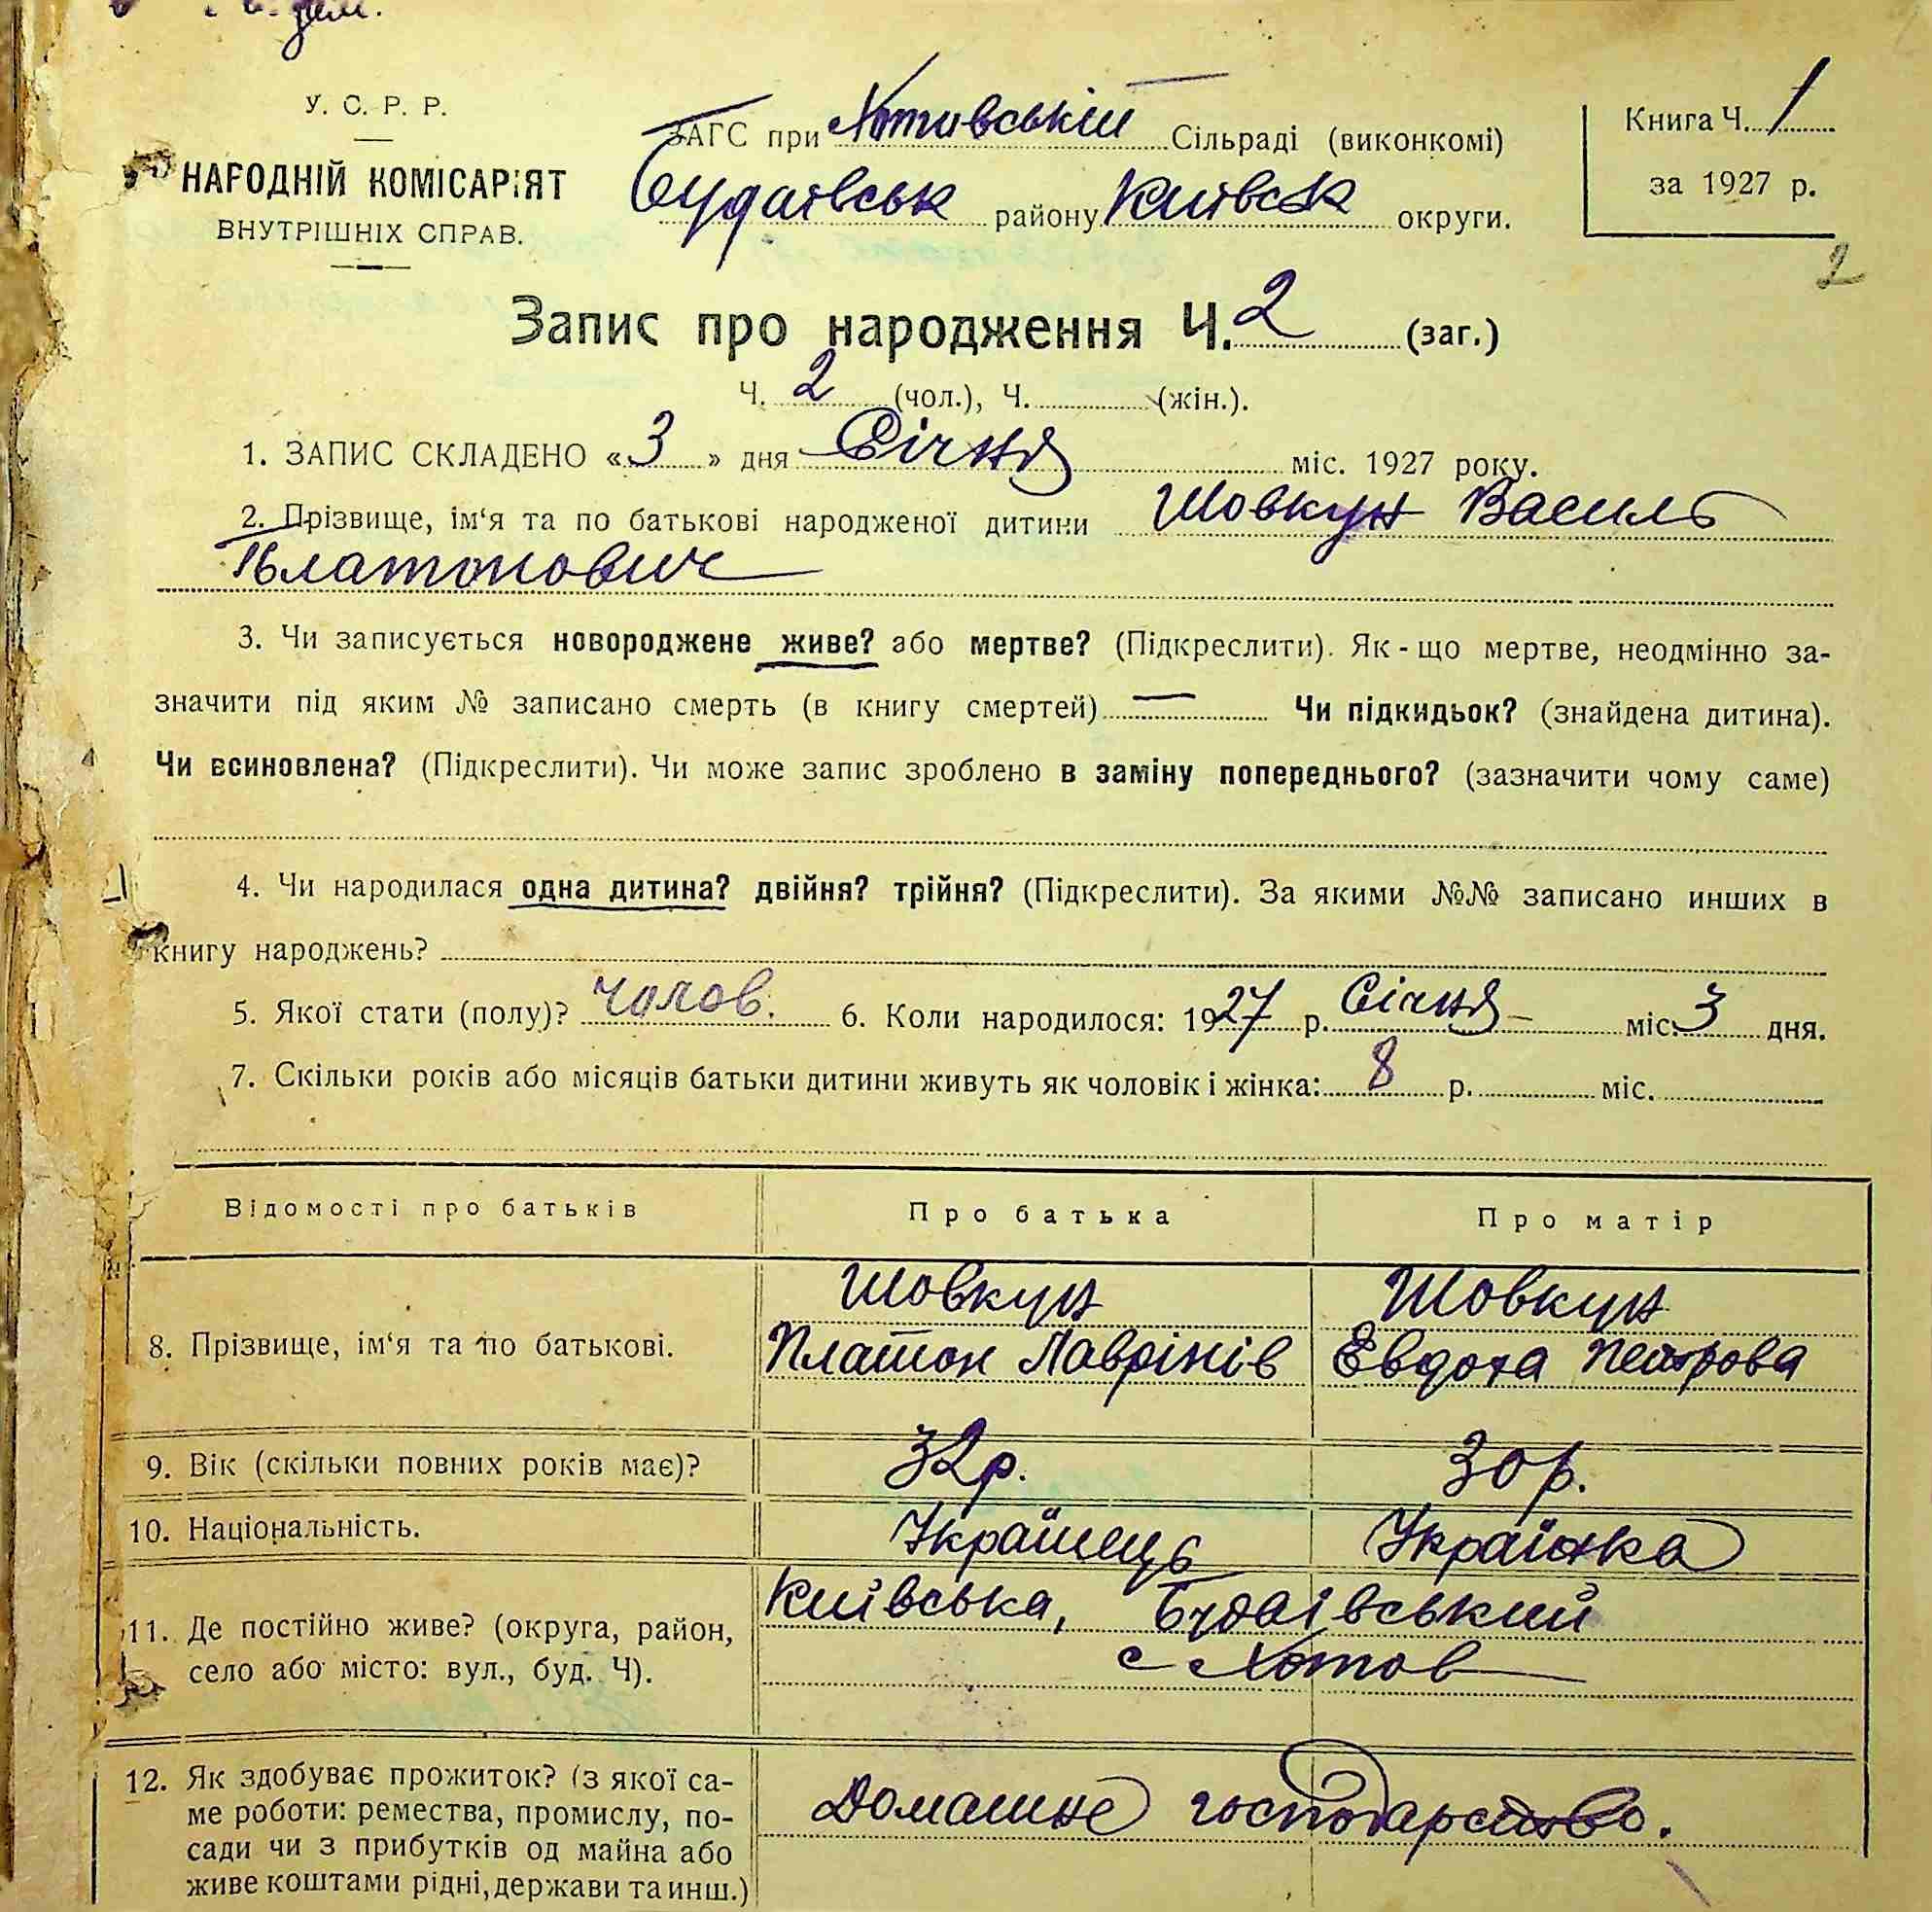 У. С. Р. Р.
НАРОДНІЙ КОМІСАРІЯТ
ВНУТРІШНІХ СПРАВ.
ЗАГС при Хотивській Сільраді (виконкомі)
Будаївськ району Київськ округи.
Книга Ч. 1
за 1927 р.
2
Запис про народження Ч. 2 (заг.)
Ч. 2 (чол.), Ч. (жін.).
1. ЗАПИС СКЛАДЕНО «3» дня Січня міс. 1927 року.
2. Прізвище, ім‘я та по батькові народженої дитини Шовкун Василь
Платонович
3. Чи записується новороджене живе? або мертве? (Підкреслити). Як-що мертве, неодмінно за-
значити під яким № записано смерть (в книгу смертей) — Чи підкидьок? (знайдена дитина).
Чи всиновлена? (Підкреслити). Чи може запис зроблено в заміну попереднього? (зазначити чому саме)
4. Чи народилася одна дитина? двійня? трійня? (Підкреслити). За якими №№ записано инших в
книгу народжень?
5. Якої стати (полу)? чолов. 6. Коли народилося: 1927 р. Січня міс. 3 дня.
7. Скільки років або місяців батьки дитини живуть як чоловік і жінка: 8 р. міс.
Відомості про батьків Про батька Про матір
Шовкун Шовкун
8. Прізвище, ім‘я та по батькові. Платон Лаврінів Евдоха Петрова
9. Вік (скільки повних років має)? 32р. 30р.
10. Національність. Українець Українка
Київська, Будаївський
11. Де постійно живе? (округа, район,
село або місто: вул., буд. Ч). с Хотов
12. Як здобуває прожиток? (з якої са-
ме роботи: ремества, промислу, по-
сади чи з прибутків од майна або
живе коштами рідні, держави та инш.)
Домашнє господарство.